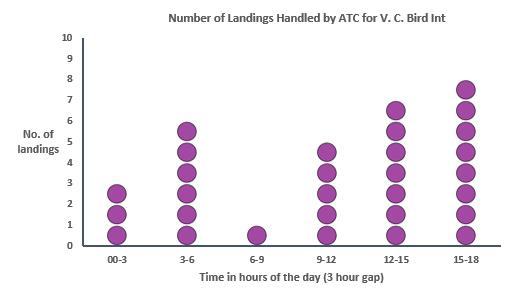 Number of Landings Handled by ATC for V. C. Bird Int
10
9
8
7
6
5
4
3
2
1
0
No. of
landings
00-3 3-6 6-9 9-12 12-15 15-18
Time in hours of the day (3 hour gap)